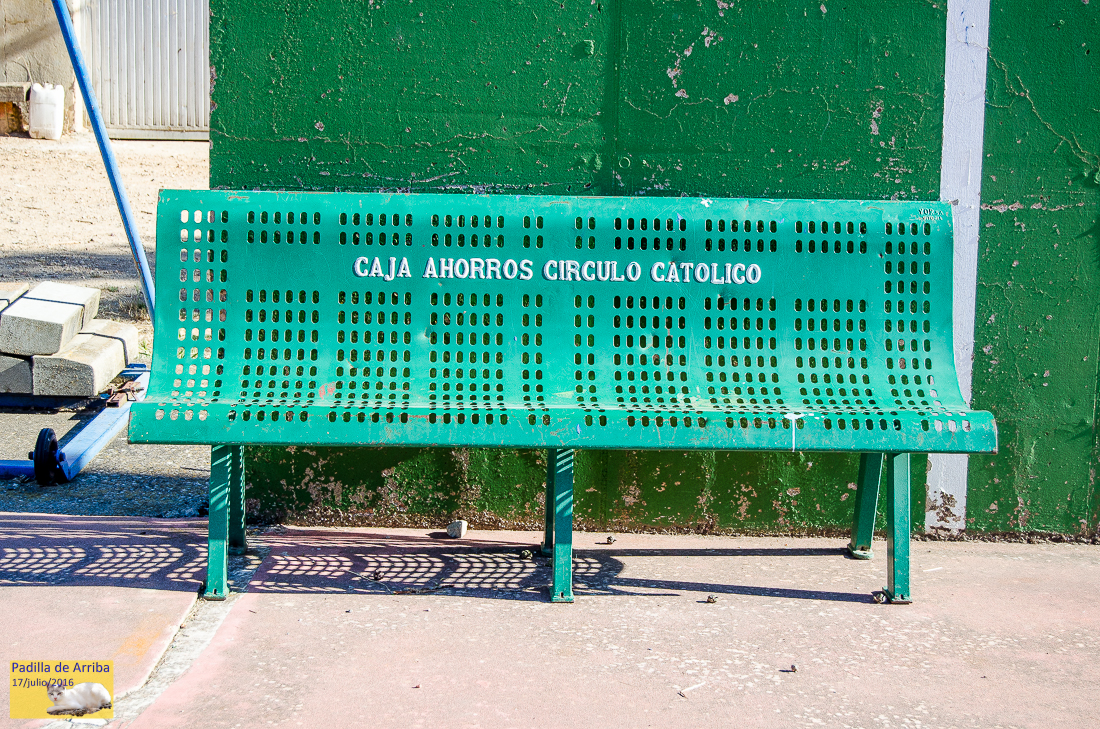 CAJA AHORROS CIRCULO CATOLICO
Padilla de Arriba
17/julio/2016